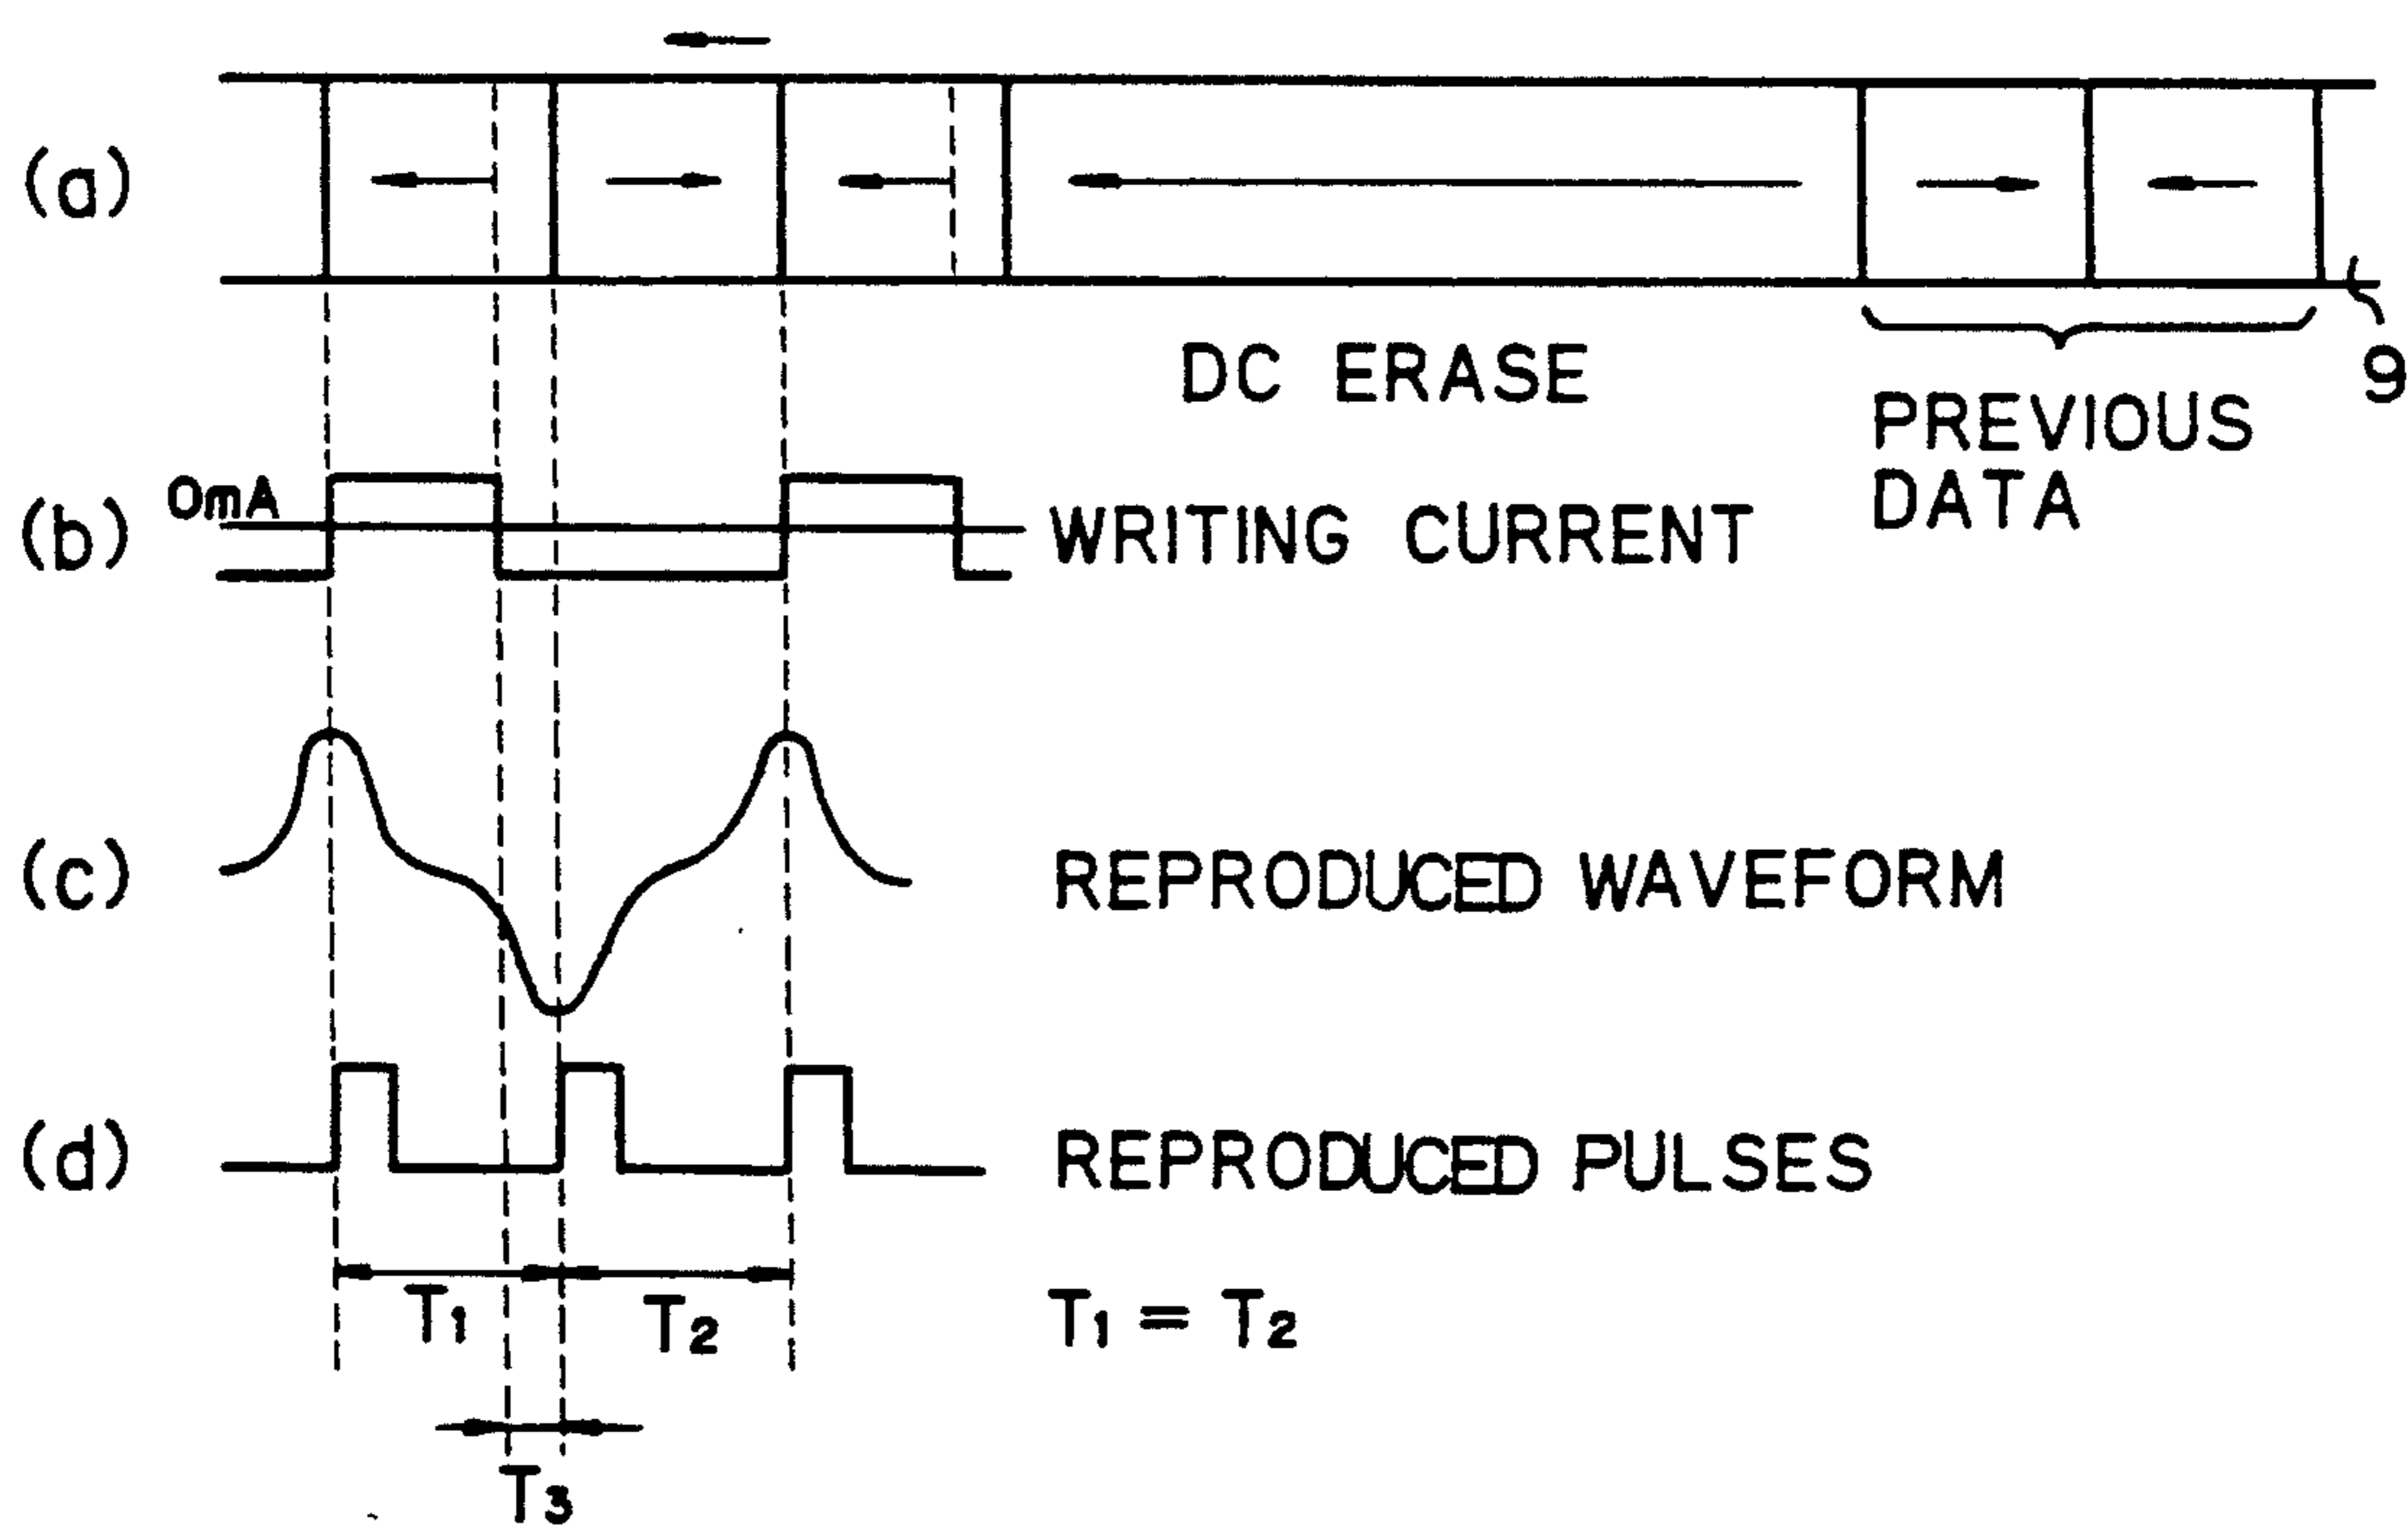 (a)
DC ERASE
9
PREVIOUS
DATA
(b)
0mA
WRITING CURRENT
(c)
REPRODUCED WAVEFORM
(d)
REPRODUCED PULSES
T1
T2
T1 = T2
T3